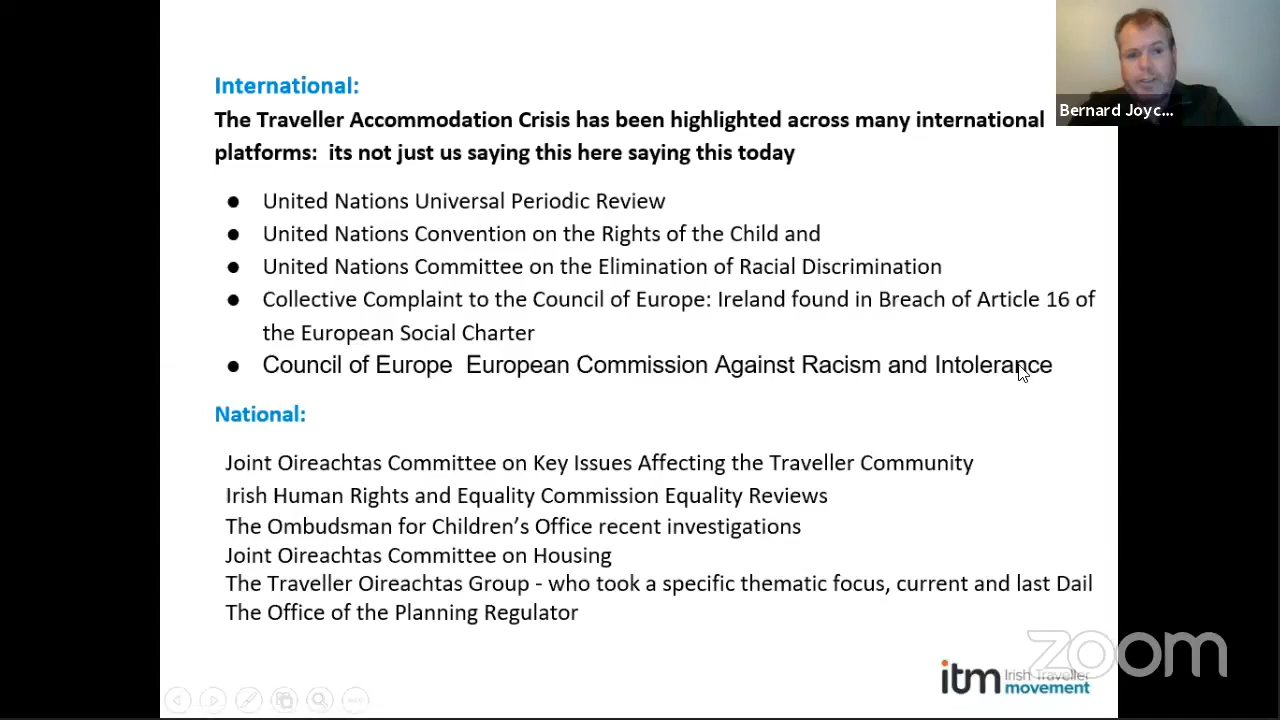 International:
The Traveller Accommodation Crisis has been highlighted across many international
platforms:  its not just us saying this here saying this today
● United Nations Universal Periodic Review
● United Nations Convention on the Rights of the Child and
● United Nations Committee on the Elimination of Racial Discrimination
● Collective Complaint to the Council of Europe: Ireland found in Breach of Article 16 of
the European Social Charter
● Council of Europe  European Commission Against Racism and Intolerance
National:
Joint Oireachtas Committee on Key Issues Affecting the Traveller Community
Irish Human Rights and Equality Commission Equality Reviews
The Ombudsman for Children’s Office recent investigations
Joint Oireachtas Committee on Housing
The Traveller Oireachtas Group - who took a specific thematic focus, current and last Dail
The Office of the Planning Regulator
Bernard Joyc...
zoom
itm Irish Traveller
movement